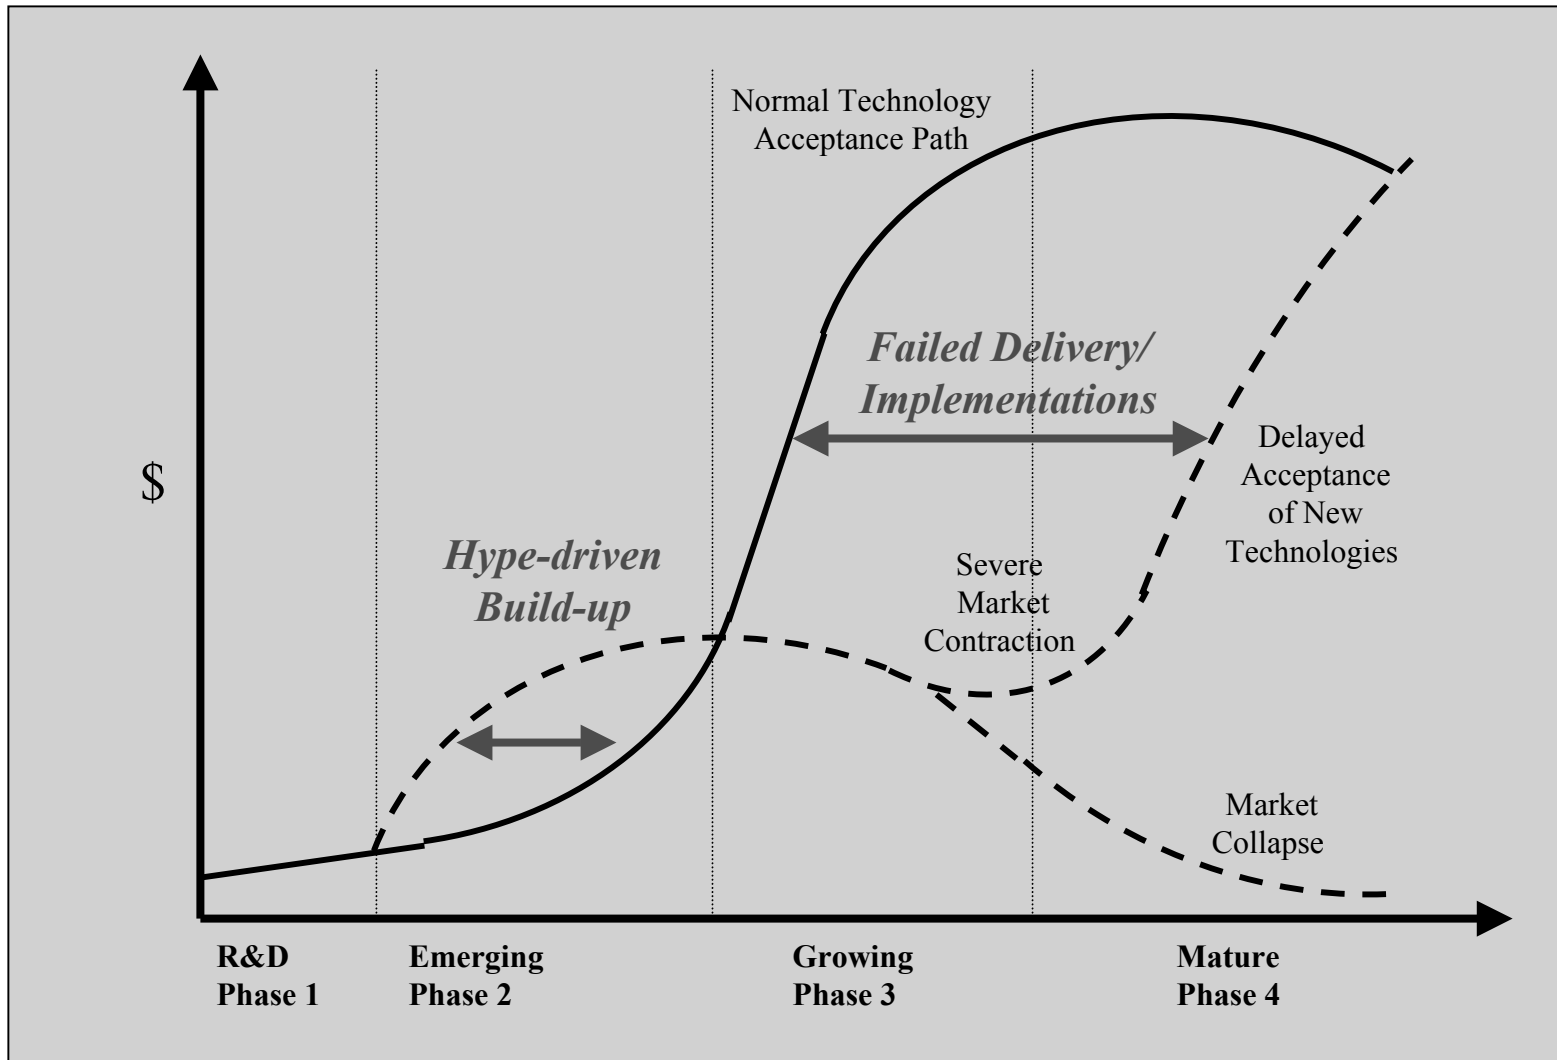 Normal Technology
Acceptance Path
Failed Delivery/
Implementations
$
Delayed
Acceptance
of New
Technologies
Hype-driven
Build-up
Severe
Market
Contraction
Market
Collapse
R&D
Phase 1
Emerging
Phase 2
Growing
Phase 3
Mature
Phase 4